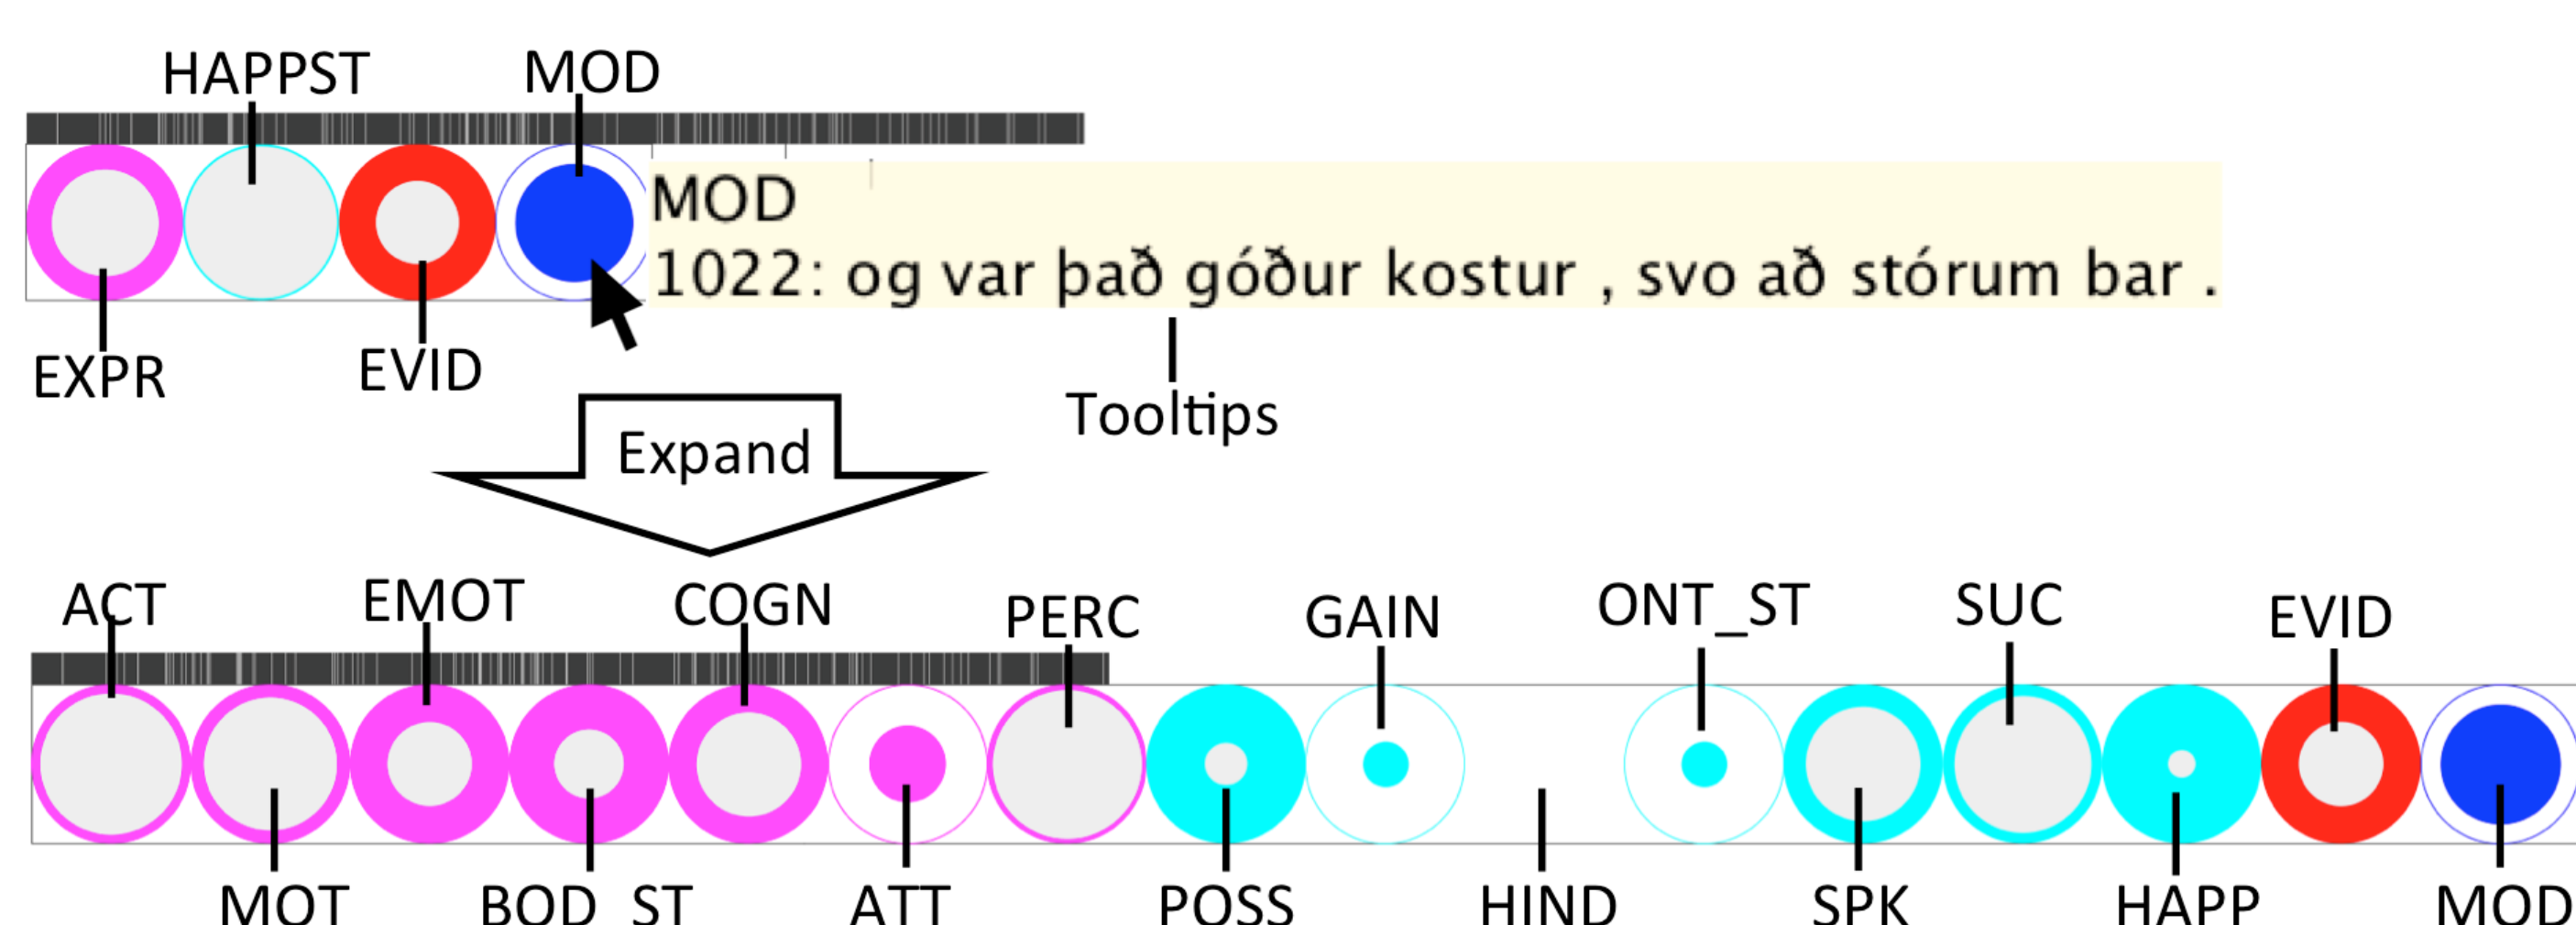 HAPPST MOD
MOD
1022: og var það góður kostur , svo að stórum bar .
EXPR EVID
Tooltips
Expand
ACT EMOT COGN PERC GAIN ONT_ST SUC EVID
MOT BOD_ST ATT POSS HIND SPK HAPP MOD